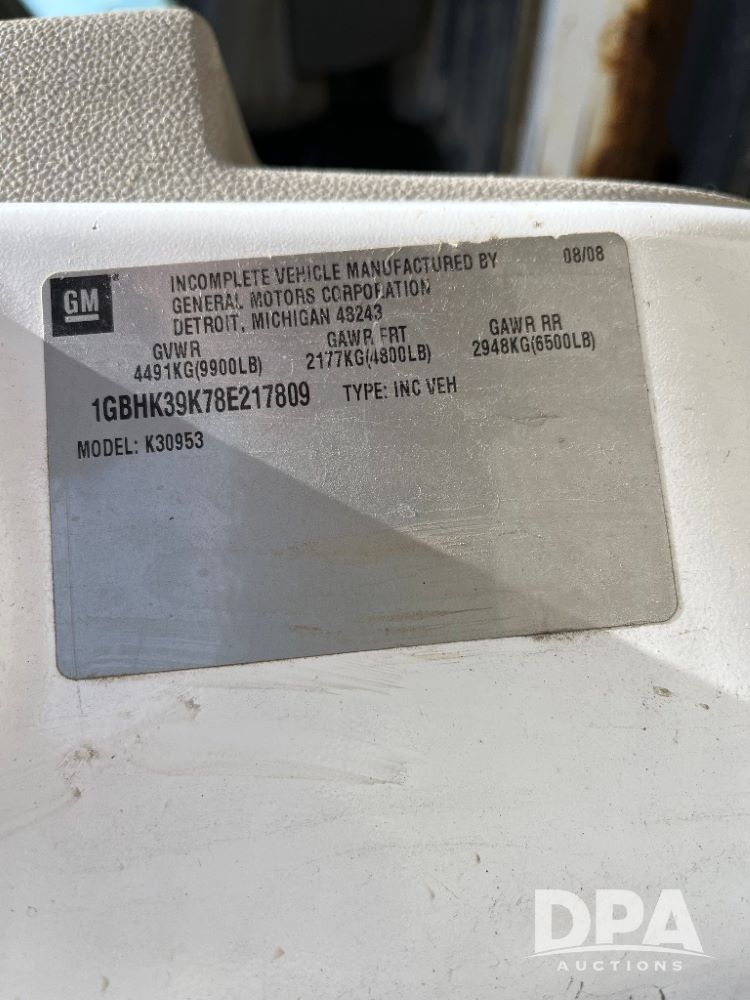 GM
INCOMPLETE VEHICLE MANUFACTURED BY 08/08
GENERAL MOTORS CORPORATION
DETROIT, MICHIGAN 48243
GVWR GAWR FRT GAWR RR
4491KG(9900LB) 2177KG(4800LB) 2948KG(6500LB)
1GBHK39K78E217809 TYPE: INC VEH
MODEL: K30953
DPA
AUCTIONS